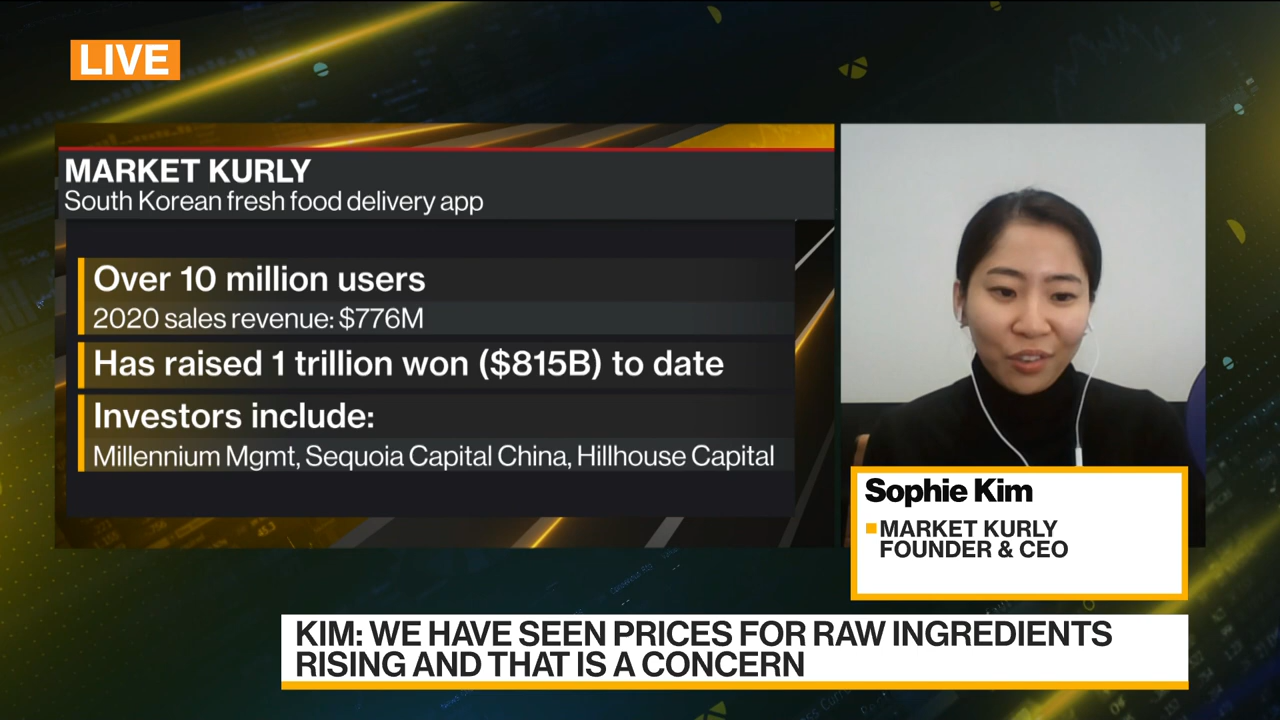 LIVE
MARKET KURLY
South Korean fresh food delivery app
Over 10 million users
2020 sales revenue: $776M
Has raised 1 trillion won ($815B) to date
Investors include:
Millennium Mgmt, Sequoia Capital China, Hillhouse Capital
Sophie Kim
MARKET KURLY
FOUNDER & CEO
KIM: WE HAVE SEEN PRICES FOR RAW INGREDIENTS
RISING AND THAT IS A CONCERN